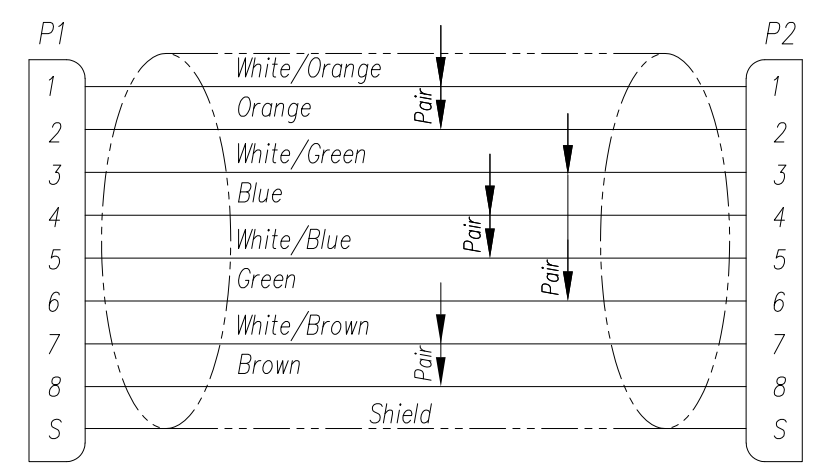 P1
P2
White/Orange
1
1
Orange
Pair
2
2
White/Green
3
3
Blue
4
4
White/Blue
Pair
5
5
Green
Pair
6
6
White/Brown
7
7
Brown
Pair
8
8
Shield
S
S